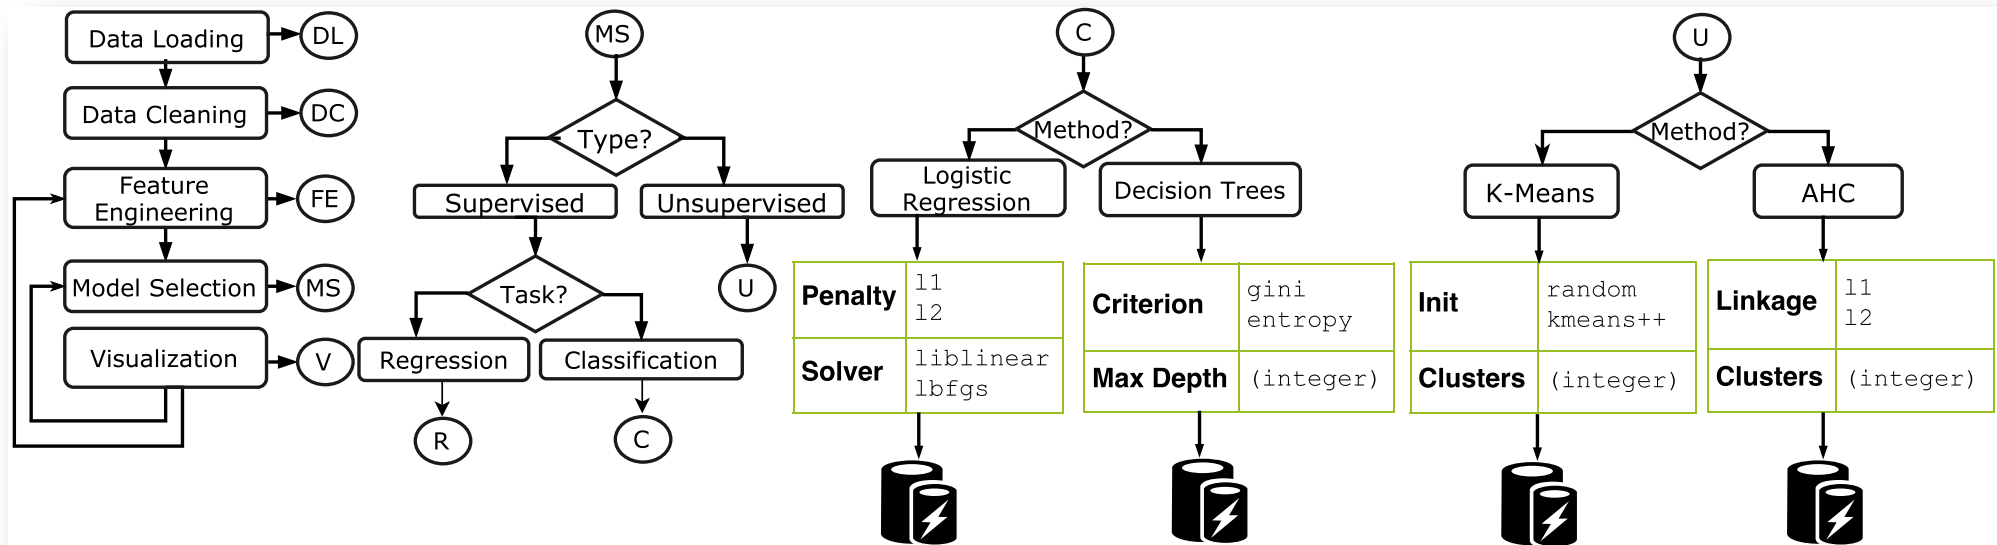 Data Loading
DL
Data Cleaning
DC
Feature
Engineering
FE
Model Selection
MS
Visualization
V
MS
Type?
Supervised
Unsupervised
Task?
U
Regression
Classification
R
C
C
Method?
Logistic
Regression
Decision Trees
Penalty
l1
l2
Solver
liblinear
lbfgs
Criterion
gini
entropy
Max Depth
(integer)
U
Method?
K-Means
AHC
Init
random
kmeans++
Clusters
(integer)
Linkage
l1
l2
Clusters
(integer)